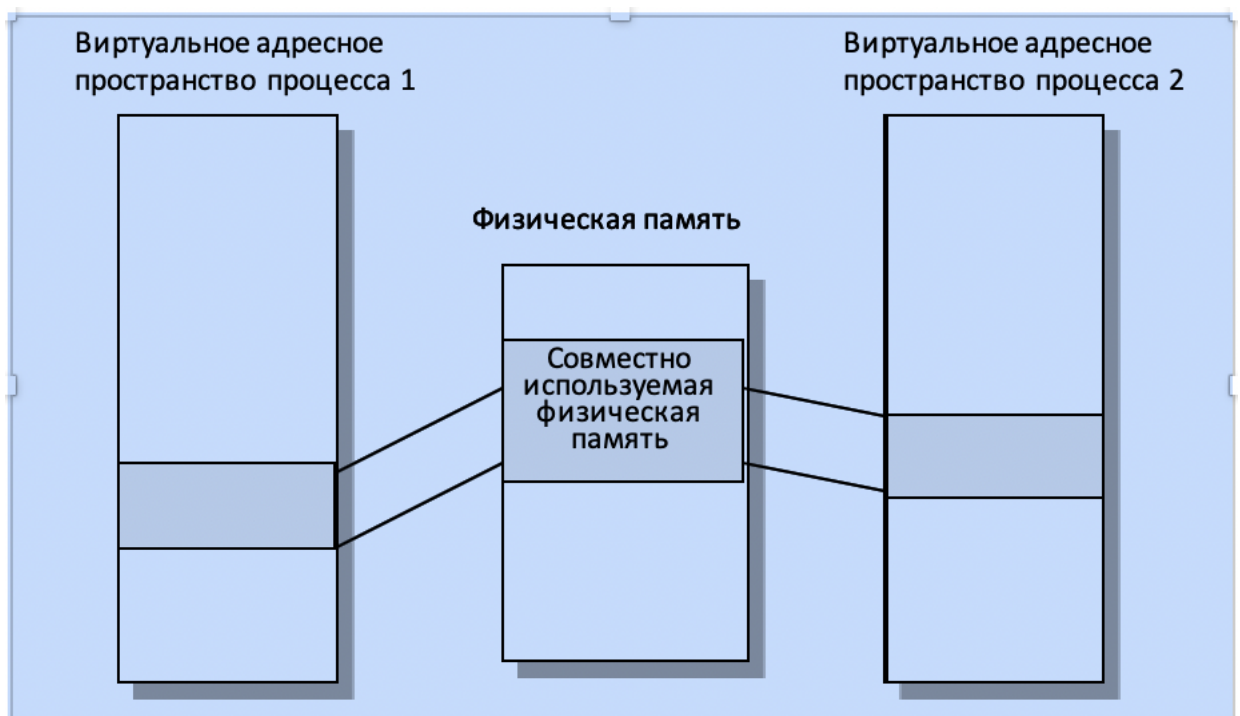 Виртуальное адресное
пространство процесса 1
Виртуальное адресное
пространство процесса 2
Физическая память
Совместно
используемая
физическая
память